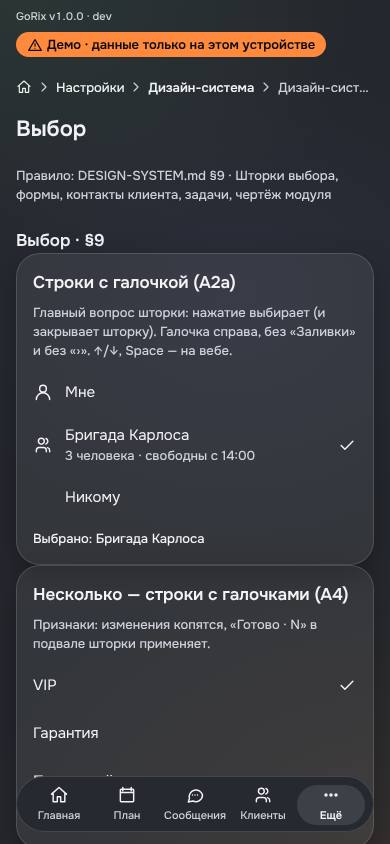 GoRix v1.0.0 · dev
Демо · данные только на этом устройстве
Настройки > Дизайн-система > Дизайн-сист…
Выбор
Правило: DESIGN-SYSTEM.md §9 · Шторки выбора,
формы, контакты клиента, задачи, чертёж модуля
Выбор · §9
Строки с галочкой (А2а)
Главный вопрос шторки: нажатие выбирает (и
закрывает шторку). Галочка справа, без «Заливки»
и без «›». ↑/↓, Space — на вебе.
Мне
Бригада Карлоса
3 человека · свободны с 14:00
Никому
Выбрано: Бригада Карлоса
Несколько — строки с галочками (А4)
Признаки: изменения копятся, «Готово · N» в
подвале шторки применяет.
VIP
Гарантия
Главная План Сообщения Клиенты Ещё